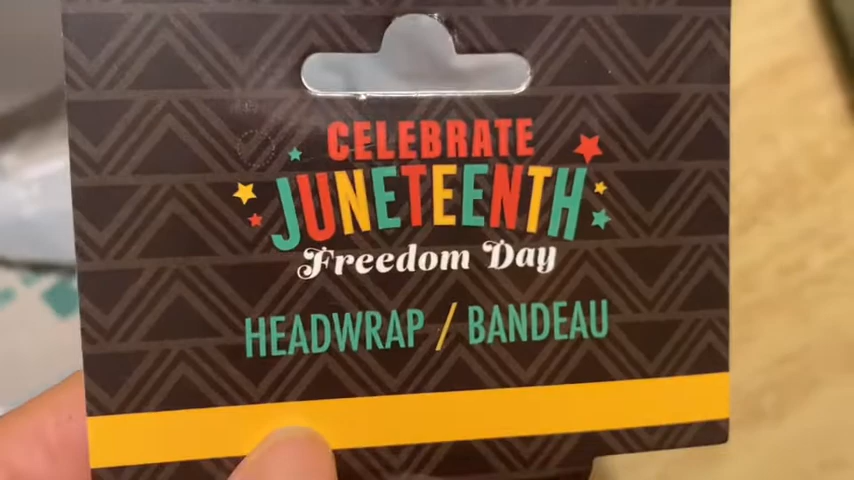 CELEBRATE
JUNETEENTH
Freedom Day
HEADWRAP / BANDEAU